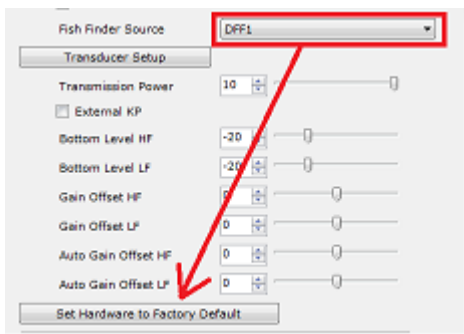 Fish Finder Source DFF1
Transducer Setup
Transmission Power 10
External KP
Bottom Level HF -20
Bottom Level LF -20
Gain Offset HF 0
Gain Offset LF 0
Auto Gain Offset HF 0
Auto Gain Offset LF 0
Set Hardware to Factory Default